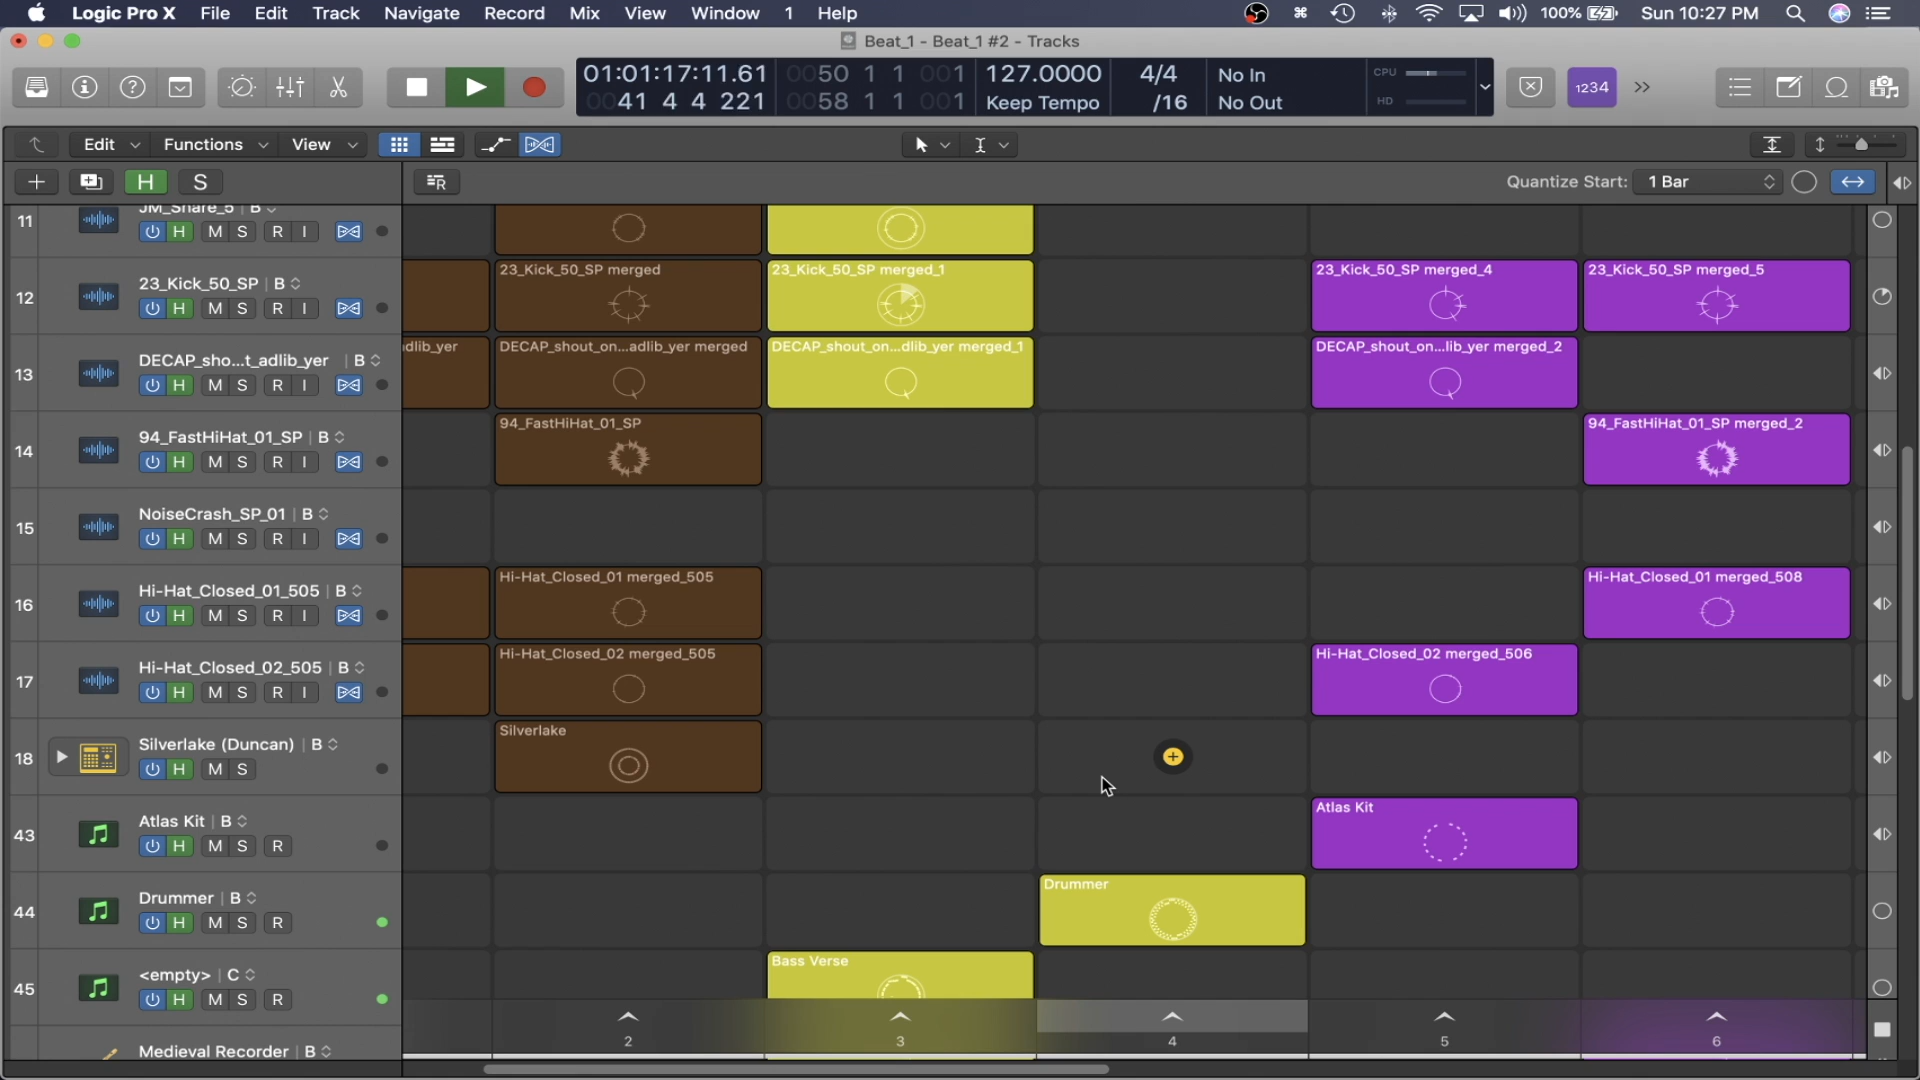 Logic Pro X File Edit Track Navigate Record Mix View Window 1 Help 100% Sun 10:27 PM
Beat_1 - Beat_1 #2 - Tracks
01:01:17:11.61 0050 1 1 001 127.0000 4/4 No In CPU
0041 4 4 221 0058 1 1 001 Keep Tempo /16 No Out HD
1234
Edit Functions View
H S R Quantize Start: 1 Bar
11 JM_Share_5 | B
H M S R I
12 23_Kick_50_SP | B
H M S R I
23_Kick_50_SP merged
23_Kick_50_SP merged_1
23_Kick_50_SP merged_4
23_Kick_50_SP merged_5
13 DECAP_sho...t_adlib_yer | B
H M S R I
dlib_yer
DECAP_shout_on...adlib_yer merged
DECAP_shout_on...dlib_yer merged_1
DECAP_shout_on...lib_yer merged_2
14 94_FastHiHat_01_SP | B
H M S R I
94_FastHiHat_01_SP
94_FastHiHat_01_SP merged_2
15 NoiseCrash_SP_01 | B
H M S R I
16 Hi-Hat_Closed_01_505 | B
H M S R I
Hi-Hat_Closed_01 merged_505
Hi-Hat_Closed_01 merged_508
17 Hi-Hat_Closed_02_505 | B
H M S R I
Hi-Hat_Closed_02 merged_505
Hi-Hat_Closed_02 merged_506
18 Silverlake (Duncan) | B
H M S
Silverlake
43 Atlas Kit | B
H M S R
Atlas Kit
44 Drummer | B
H M S R
Drummer
45 <empty> | C
H M S R
Bass Verse
Medieval Recorder | B
2 3 4 5 6